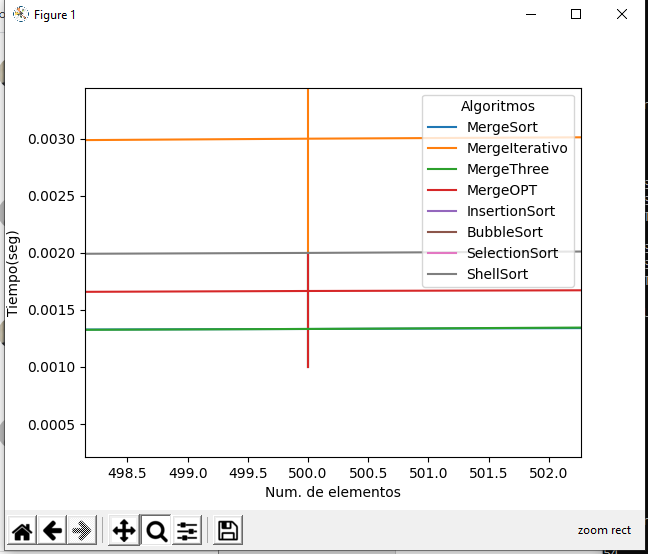 Figure 1
Algoritmos
MergeSort
MergeIterativo
MergeThree
MergeOPT
InsertionSort
BubbleSort
SelectionSort
ShellSort
Tiempo(seg)
0.0030
0.0025
0.0020
0.0015
0.0010
0.0005
498.5 499.0 499.5 500.0 500.5 501.0 501.5 502.0
Num. de elementos
zoom rect